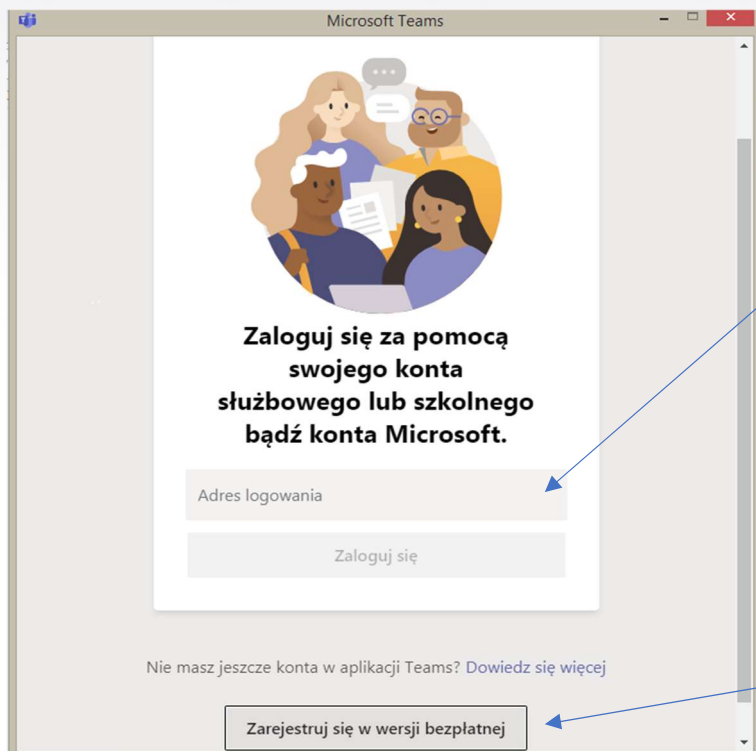 Microsoft Teams
Zaloguj się za pomocą
swojego konta
służbowego lub szkolnego
bądź konta Microsoft.
Adres logowania
Zaloguj się
Nie masz jeszcze konta w aplikacji Teams? Dowiedz się więcej
Zarejestruj się w wersji bezpłatnej